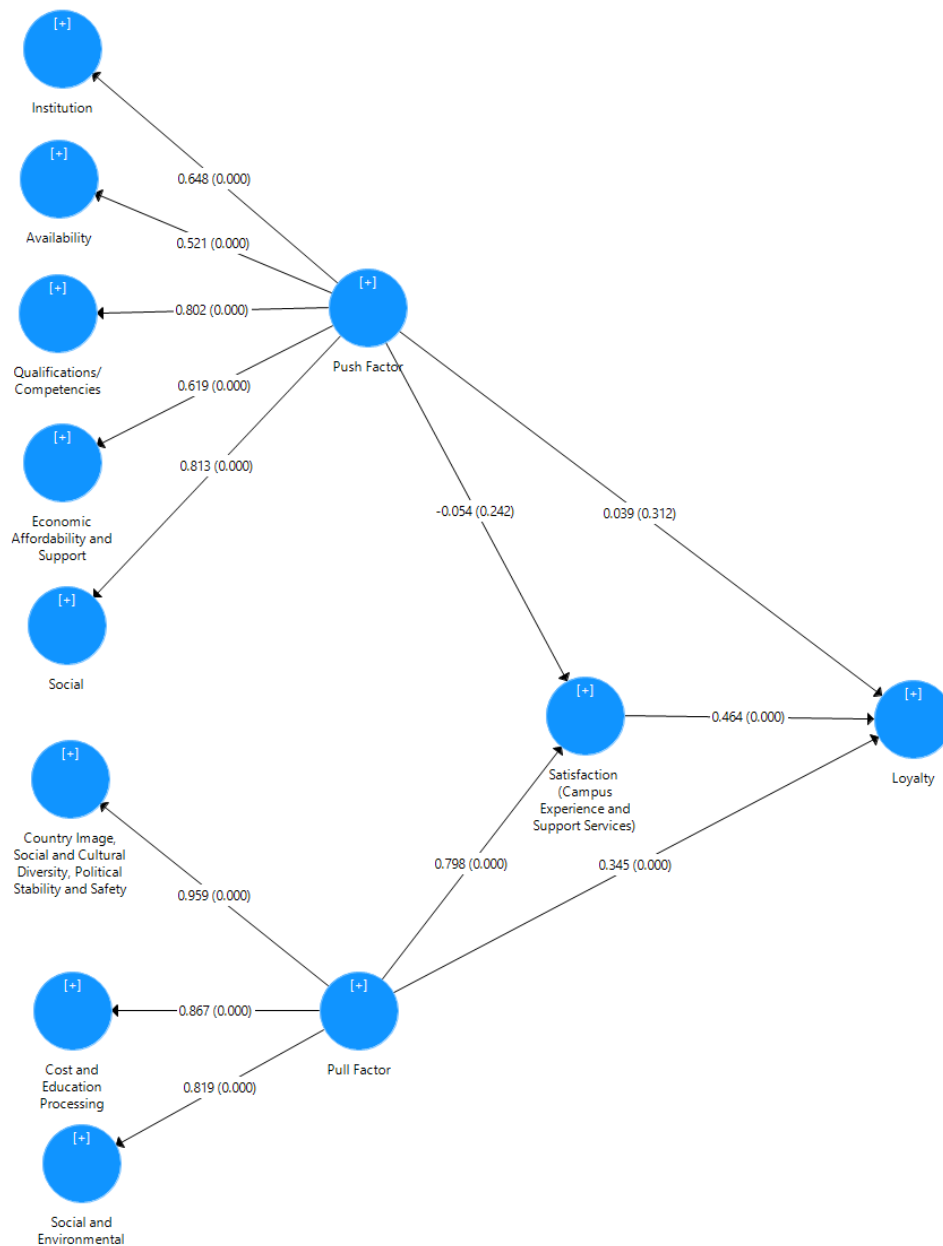 [+]
Institution
[+]
Availability
[+]
Qualifications/
Competencies
[+]
Economic
Affordability and
Support
[+]
Social
0.648 (0.000)
0.521 (0.000)
0.802 (0.000)
0.619 (0.000)
0.813 (0.000)
[+]
Push Factor
-0.054 (0.242)
0.039 (0.312)
[+]
Satisfaction
(Campus
Experience and
Support Services)
0.464 (0.000)
[+]
Loyalty
[+]
Country Image,
Social and Cultural
Diversity, Political
Stability and Safety
0.798 (0.000)
0.345 (0.000)
0.959 (0.000)
[+]
Cost and
Education
Processing
0.867 (0.000)
[+]
Pull Factor
0.819 (0.000)
[+]
Social and
Environmental